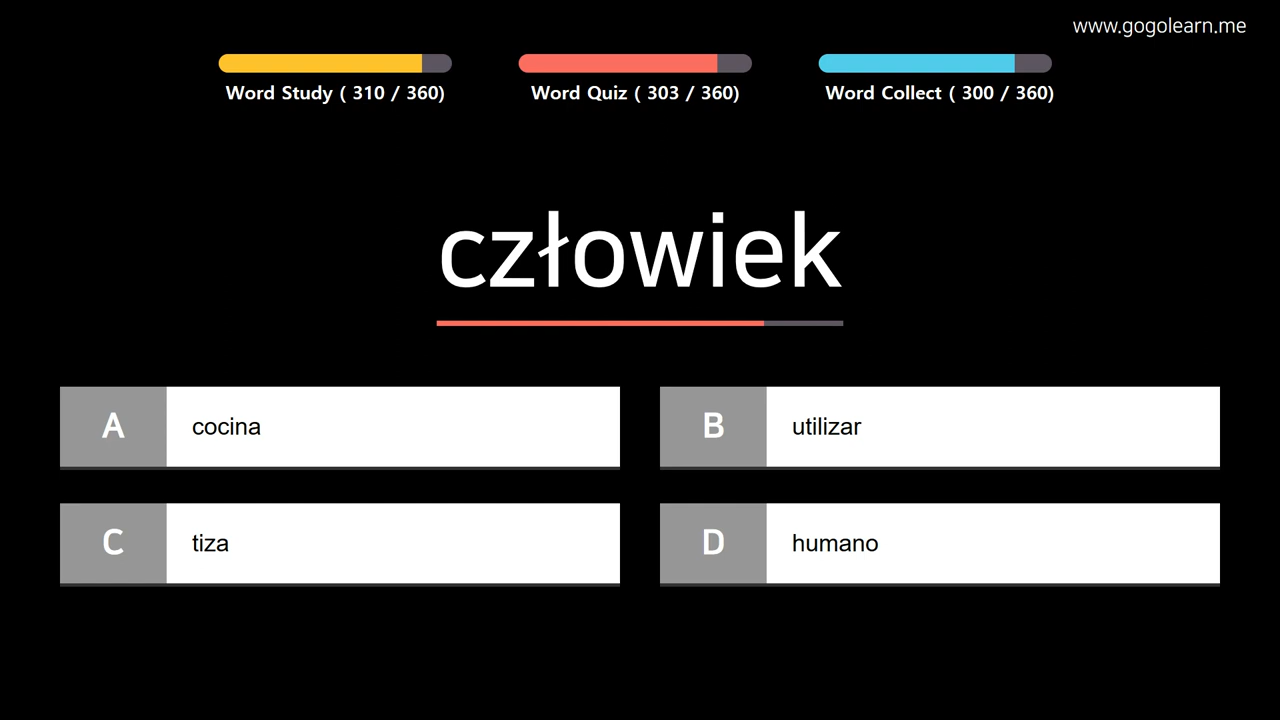 www.gogolearn.me
Word Study ( 310 / 360)
Word Quiz ( 303 / 360)
Word Collect ( 300 / 360)
człowiek
A
cocina
B
utilizar
C
tiza
D
humano